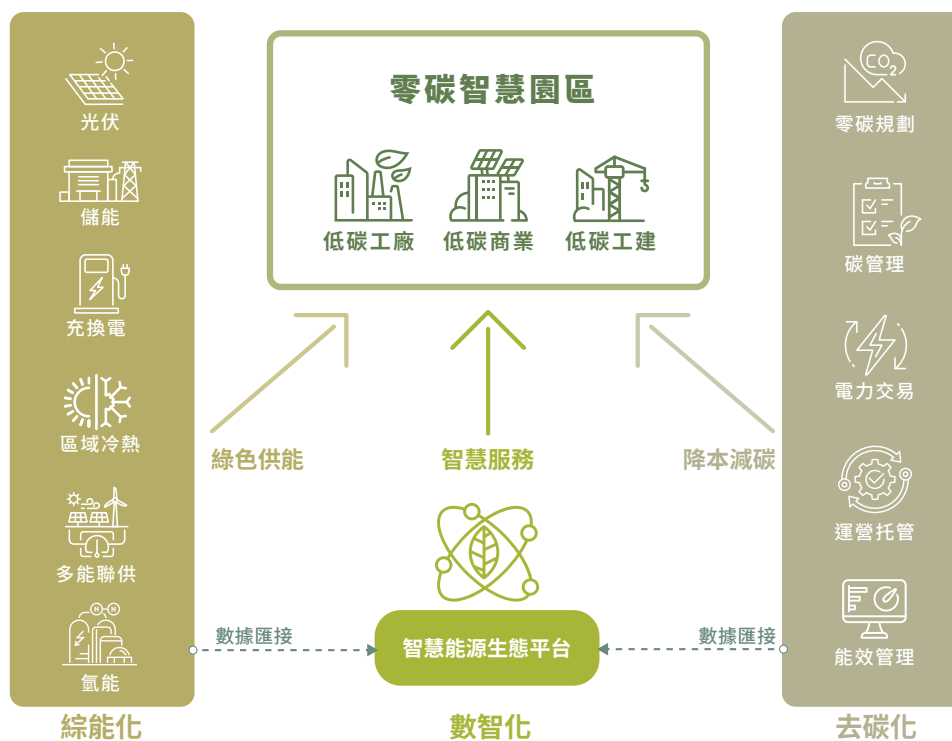 零碳智慧園區
低碳工廠
低碳商業
低碳工建
光伏
儲能
充換電
區域冷熱
多能聯供
氫能
綜能化
綠色供能
智慧服務
降本減碳
數據匯接
智慧能源生態平台
數據匯接
數智化
CO2
零碳規劃
碳管理
電力交易
運營托管
能效管理
去碳化
H H